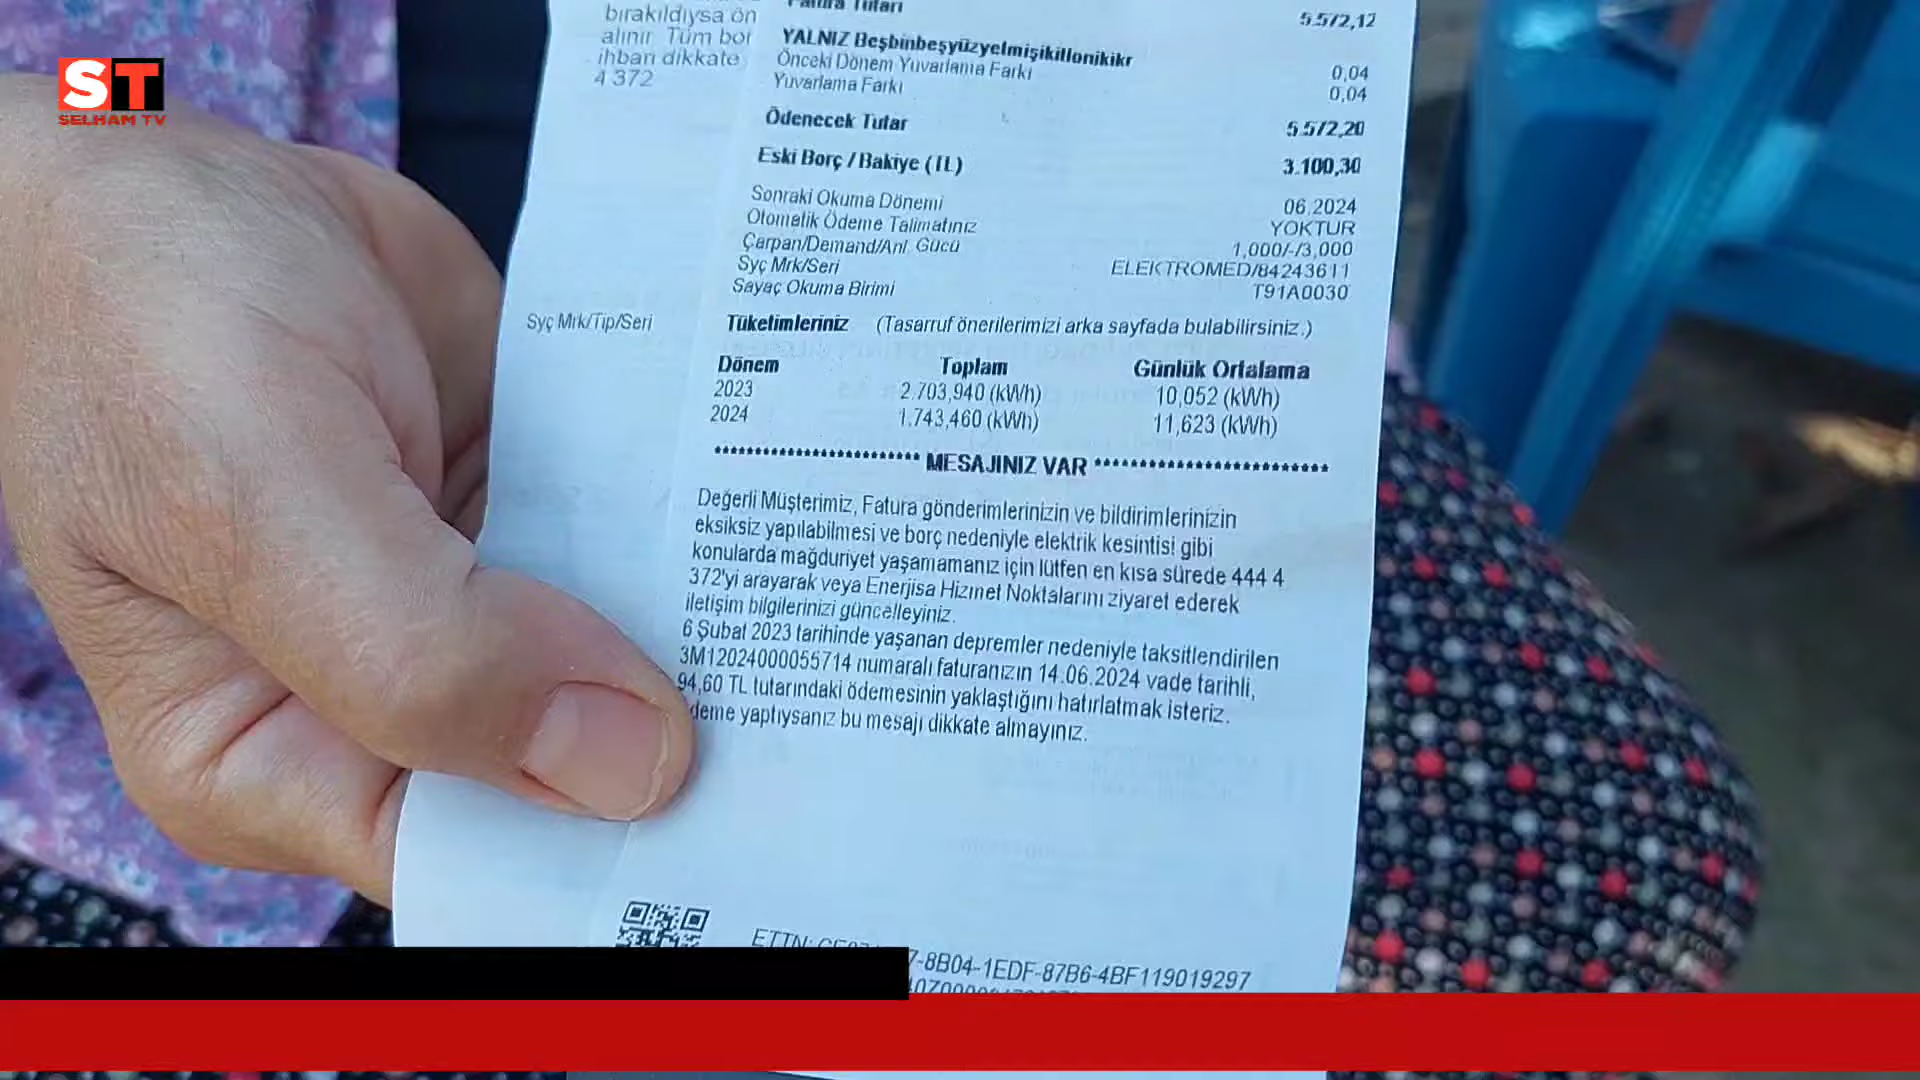 ST
SELHAM TV
bırakıldıysa ön
alınır. Tüm bor
ihbarı dikkate
4 372
Fatura Tutarı 5.572,12
YALNIZ Beşbinbeşyüzyetmişikitlonikikr
Önceki Dönem Yuvarlama Farkı 0,04
Yuvarlama Farkı 0,04
Ödenecek Tutar 5.572,20
Eski Borç / Bakiye (TL) 3.100,30
Sonraki Okuma Dönemi 06.2024
Otomatik Ödeme Talimatınız YOKTUR
Çarpan/Demand/Anl. Gücü 1,000/-/3,000
Syç Mrk/Seri ELEKTROMED/84243611
Sayaç Okuma Birimi T91A0030
Syç Mrk/Tip/Seri
Tüketimleriniz (Tasarruf önerilerimizi arka sayfada bulabilirsiniz.)
Dönem Toplam Günlük Ortalama
2023 2.703,940 (kWh) 10,052 (kWh)
2024 1.743,460 (kWh) 11,623 (kWh)
************************* MESAJINIZ VAR *****************************
Değerli Müşterimiz, Fatura gönderimlerinizin ve bildirimlerinizin
eksiksiz yapılabilmesi ve borç nedeniyle elektrik kesintisi gibi
konularda mağduriyet yaşamamanız için lütfen en kısa sürede 444 4
372'yi arayarak veya Enerjisa Hizmet Noktalarını ziyaret ederek
iletişim bilgilerinizi güncelleyiniz.
6 Şubat 2023 tarihinde yaşanan depremler nedeniyle taksitlendirilen
3M12024000055714 numaralı faturanızın 14.06.2024 vade tarihli,
94,60 TL tutarındaki ödemesinin yaklaştığını hatırlatmak isteriz.
deme yaptıysanız bu mesajı dikkate almayınız.
ETTN: 7-8B04-1EDF-87B6-4BF119019297